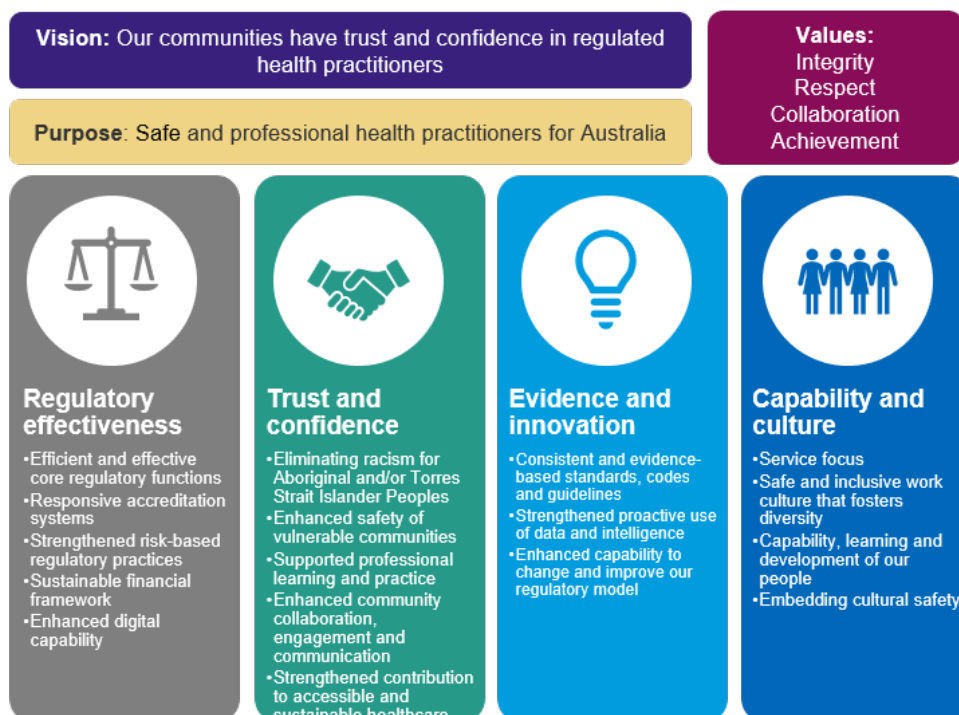 Vision: Our communities have trust and confidence in regulated
health practitioners
Values:
Integrity
Respect
Collaboration
Achievement
Purpose: Safe and professional health practitioners for Australia
Regulatory
effectiveness
•Efficient and effective
core regulatory functions
•Responsive accreditation
systems
•Strengthened risk-based
regulatory practices
•Sustainable financial
framework
•Enhanced digital
capability
Trust and
confidence
•Eliminating racism for
Aboriginal and/or Torres
Strait Islander Peoples
•Enhanced safety of
vulnerable communities
•Supported professional
learning and practice
•Enhanced community
collaboration,
engagement and
communication
•Strengthened contribution
to accessible and
sustainable healthcare
Evidence and
innovation
•Consistent and evidence-
based standards, codes
and guidelines
•Strengthened proactive use
of data and intelligence
•Enhanced capability to
change and improve our
regulatory model
Capability and
culture
•Service focus
•Safe and inclusive work
culture that fosters
diversity
•Capability, learning and
development of our
people
•Embedding cultural safety